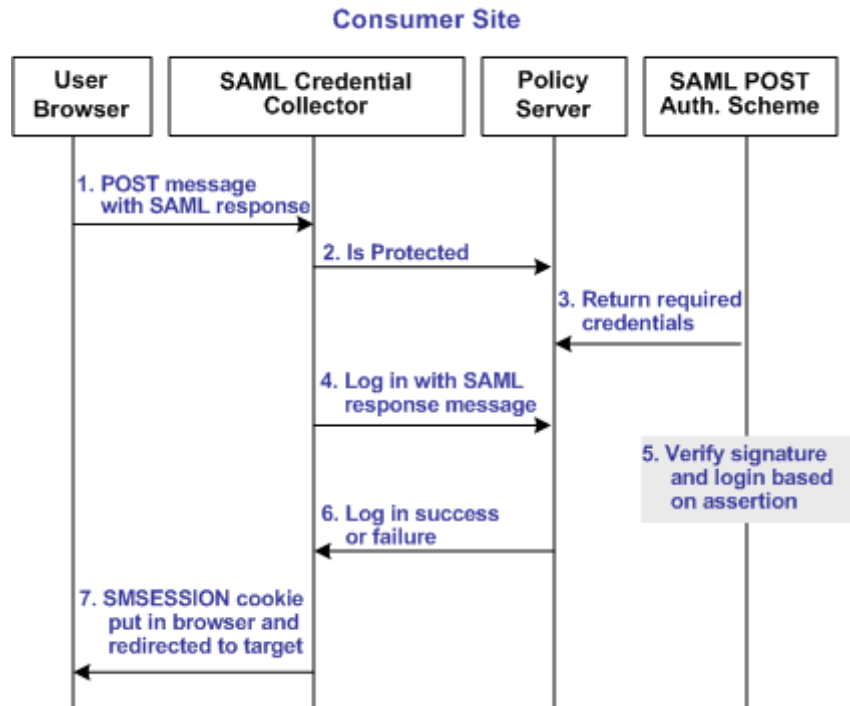 Consumer Site
User
Browser
SAML Credential
Collector
Policy
Server
SAML POST
Auth. Scheme
1. POST message
with SAML response
2. Is Protected
3. Return required
credentials
4. Log in with SAML
response message
5. Verify signature
and login based
on assertion
6. Log in success
or failure
7. SMSESSION cookie
put in browser and
redirected to target